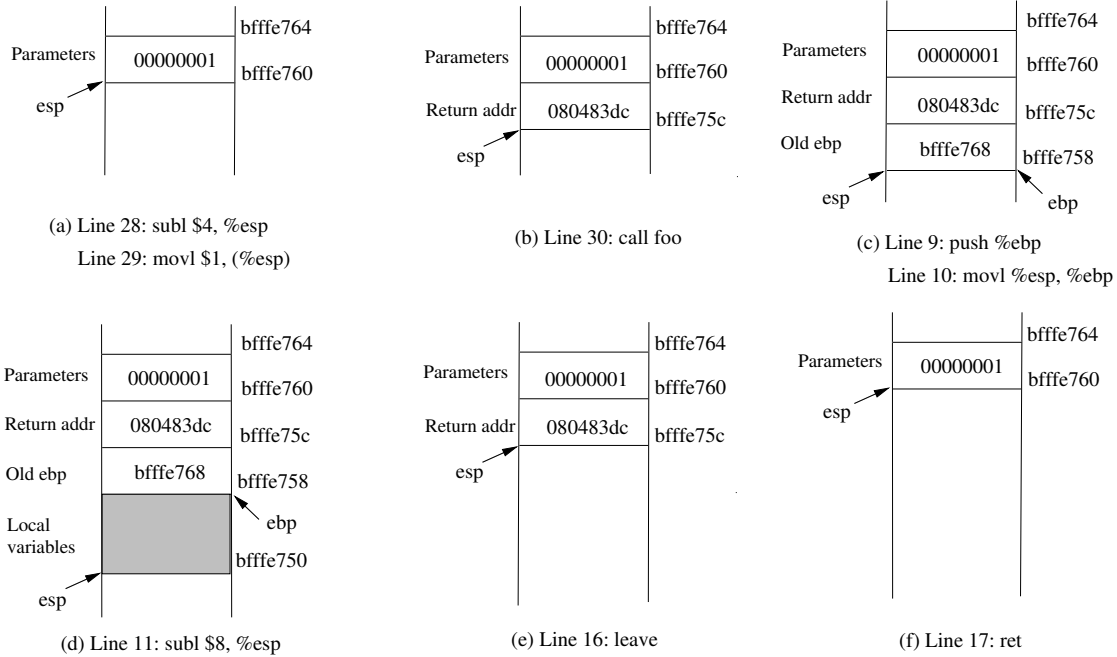 bfffe764
Parameters 00000001 bfffe760
esp
(a) Line 28: subl $4, %esp
Line 29: movl $1, (%esp)
bfffe764
Parameters 00000001 bfffe760
Return addr 080483dc bfffe75c
esp
(b) Line 30: call foo
bfffe764
Parameters 00000001 bfffe760
Return addr 080483dc bfffe75c
Old ebp bfffe768 bfffe758
esp ebp
(c) Line 9: push %ebp
Line 10: movl %esp, %ebp
bfffe764
Parameters 00000001 bfffe760
Return addr 080483dc bfffe75c
Old ebp bfffe768 bfffe758
ebp
Local
variables
bfffe750
esp
(d) Line 11: subl $8, %esp
bfffe764
Parameters 00000001 bfffe760
Return addr 080483dc bfffe75c
esp
(e) Line 16: leave
bfffe764
Parameters 00000001 bfffe760
esp
(f) Line 17: ret